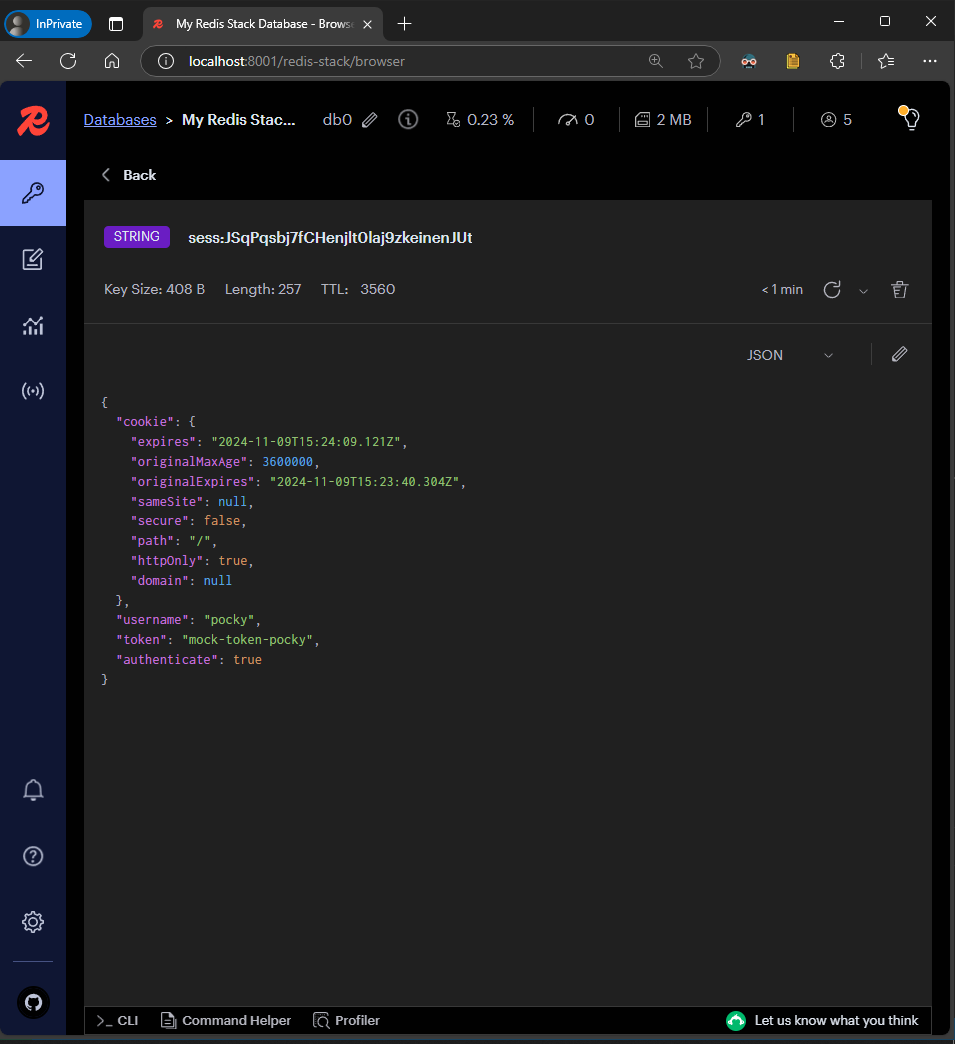 InPrivate
My Redis Stack Database - Brows
localhost:8001/redis-stack/browser
Databases > My Redis Stac... db0 0.23 % 0 2 MB 1 5
Back
STRING sess:JSqPqsbj7fCHenjlt0laj9zkeinenJUt
Key Size: 408 B Length: 257 TTL: 3560 < 1 min
JSON
{
"cookie": {
"expires": "2024-11-09T15:24:09.121Z",
"originalMaxAge": 3600000,
"originalExpires": "2024-11-09T15:23:40.304Z",
"sameSite": null,
"secure": false,
"path": "/",
"httpOnly": true,
"domain": null
},
"username": "pocky",
"token": "mock-token-pocky",
"authenticate": true
}
>_ CLI Command Helper Profiler Let us know what you think